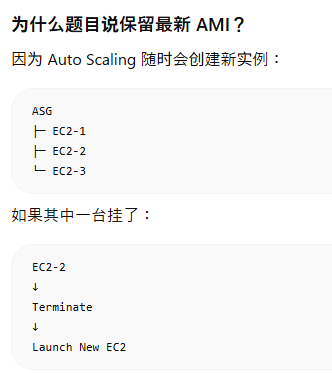 为什么题目说保留最新 AMI？
因为 Auto Scaling 随时会创建新实例：
ASG
├─ EC2-1
├─ EC2-2
└─ EC2-3
如果其中一台挂了：
EC2-2
↓
Terminate
↓
Launch New EC2